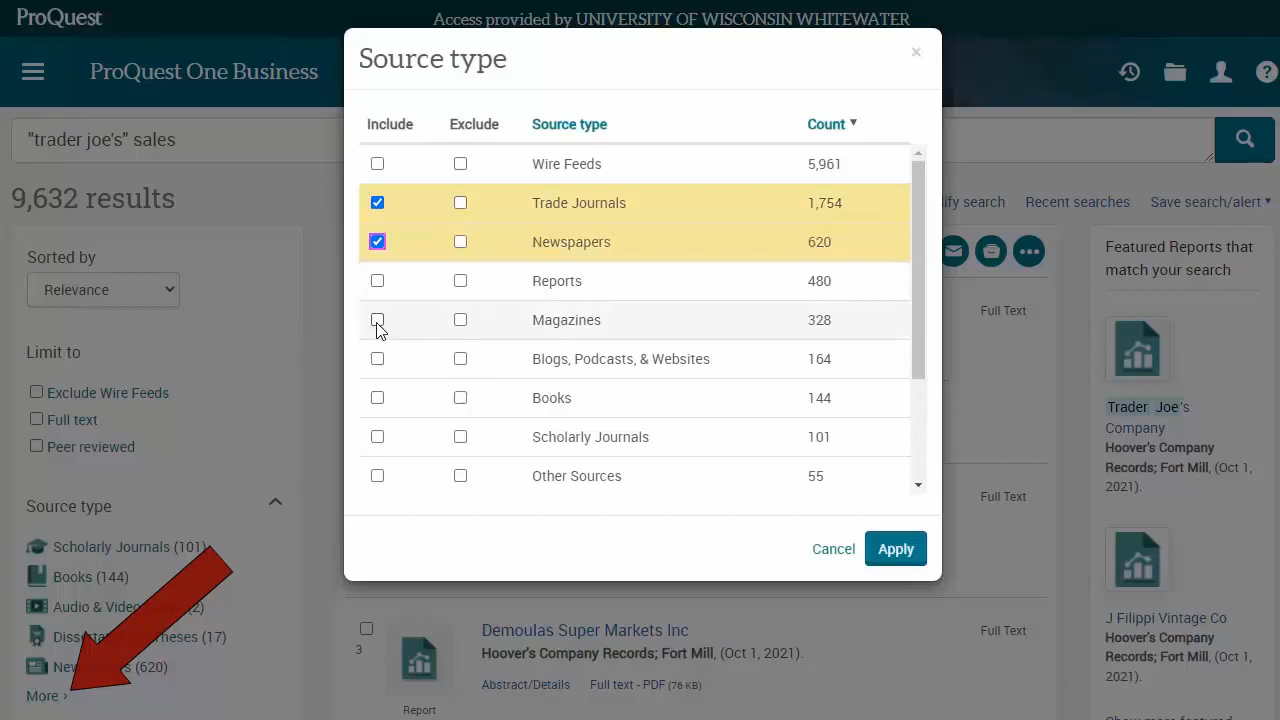 ProQuest
Access provided by UNIVERSITY OF WISCONSIN WHITEWATER
ProQuest One Business
"trader joe's" sales
9,632 results
ify search Recent searches Save search/alert
Sorted by
Relevance
Limit to
Exclude Wire Feeds
Full text
Peer reviewed
Source type
Scholarly Journals (101)
Books (144)
Audio & Video (2)
Theses (17)
(620)
More ›
Source type
×
Include Exclude Source type Count
Wire Feeds 5,961
Trade Journals 1,754
Newspapers 620
Reports 480
Magazines 328
Blogs, Podcasts, & Websites 164
Books 144
Scholarly Journals 101
Other Sources 55
Cancel Apply
Full Text
Full Text
3
Report
Demoulas Super Markets Inc
Full Text
Hoover's Company Records; Fort Mill, (Oct 1, 2021).
Abstract/Details Full text - PDF (76 KB)
Featured Reports that
match your search
Trader Joe's
Company
Hoover's Company
Records; Fort Mill, (Oct 1,
2021).
J Filippi Vintage Co
Hoover's Company
Records; Fort Mill, (Oct 1,
2021).